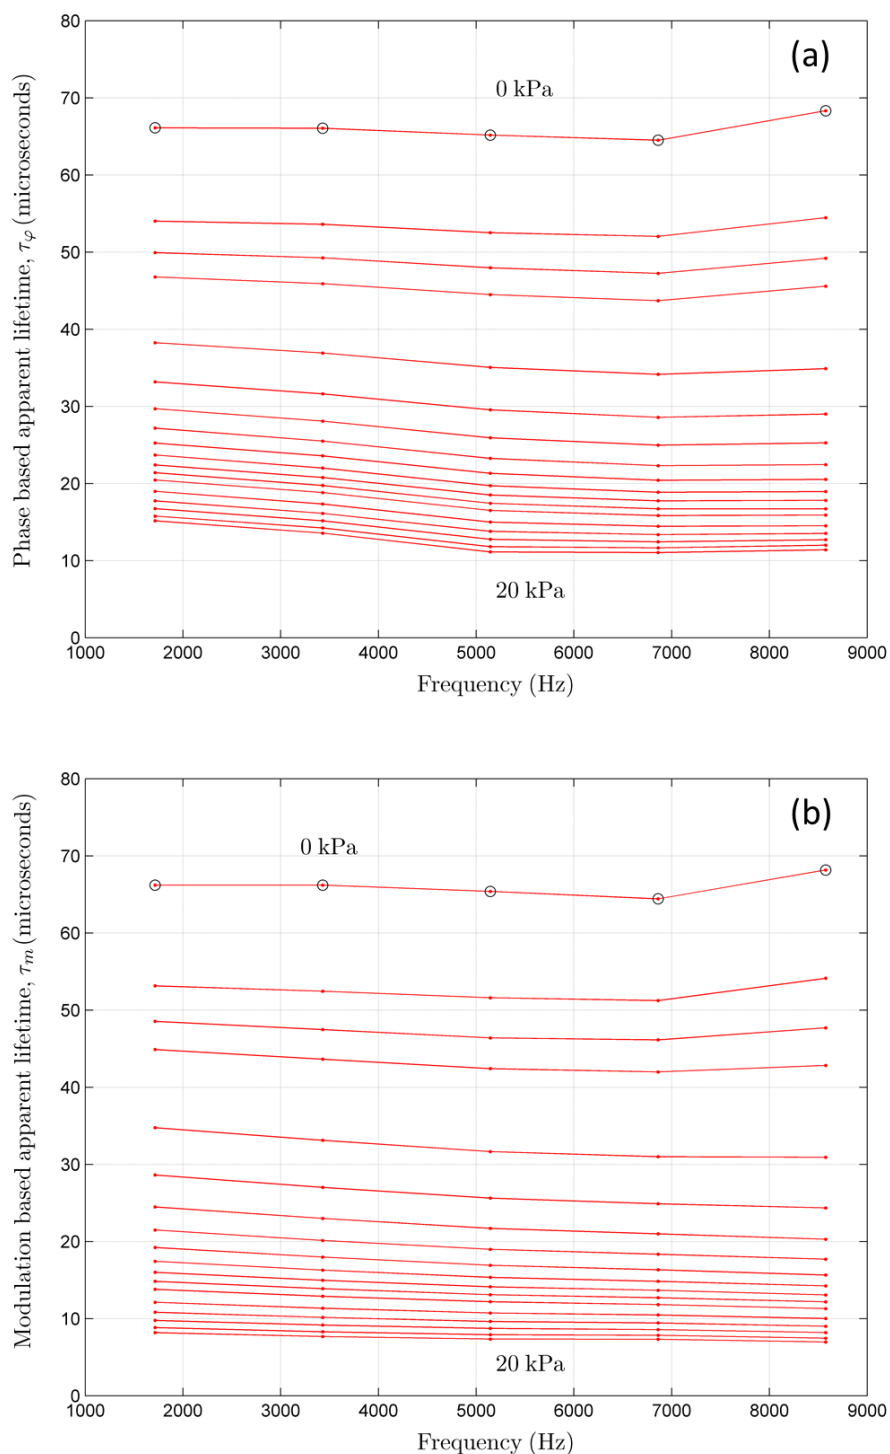 (a)
0 kPa
20 kPa
Phase based apparent lifetime, τφ (microseconds)
80
70
60
50
40
30
20
10
0
1000 2000 3000 4000 5000 6000 7000 8000 9000
Frequency (Hz)
(b)
0 kPa
20 kPa
Modulation based apparent lifetime, τm (microseconds)
80
70
60
50
40
30
20
10
0
1000 2000 3000 4000 5000 6000 7000 8000 9000
Frequency (Hz)